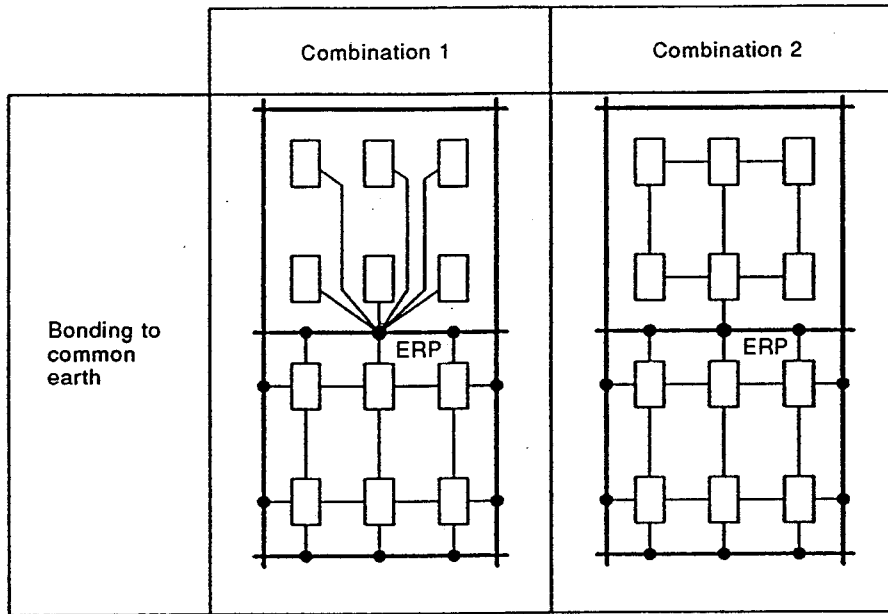 Combination 1
Combination 2
Bonding to
common
earth
ERP
ERP